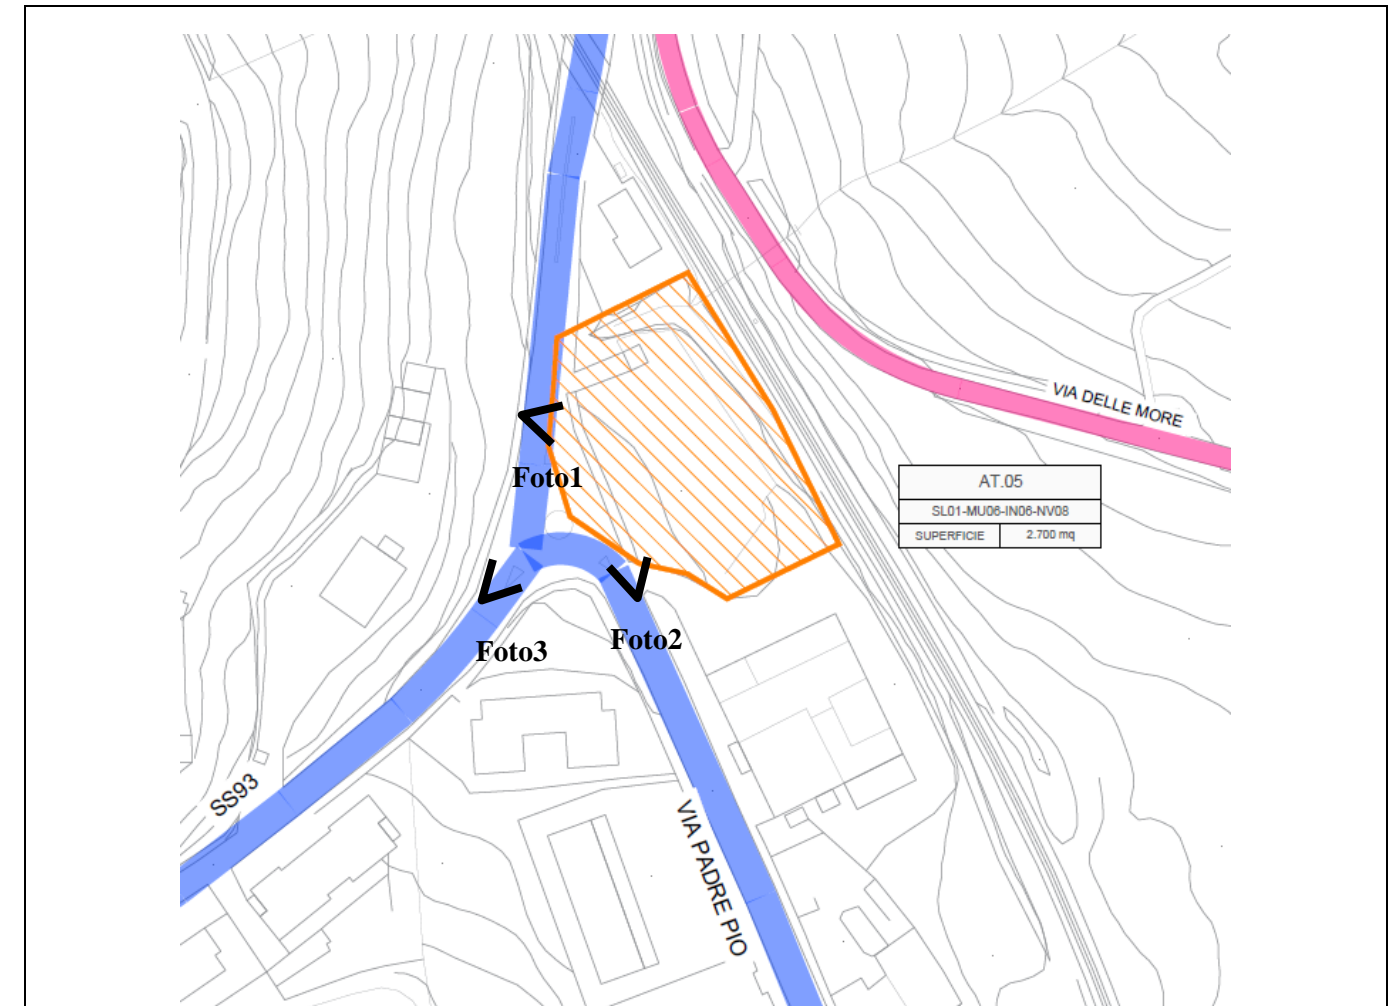 VIA DELLE MORE
Foto1
AT.05
SL01-MU06-IN06-NV08
SUPERFICIE 2.700 mq
Foto2
Foto3
SS93
VIA PADRE PIO